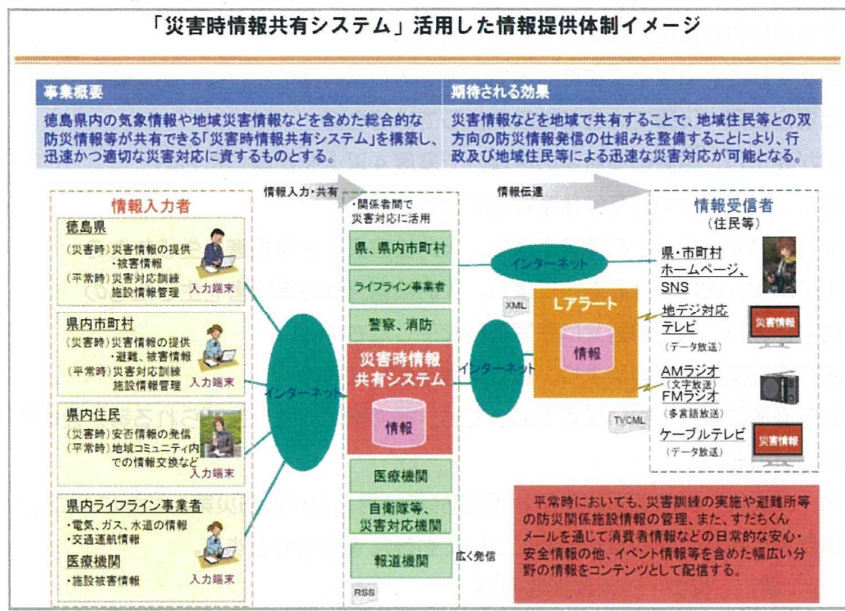 「災害時情報共有システム」活用した情報提供体制イメージ
事業概要
徳島県内の気象情報や地域災害情報などを含めた総合的な
防災情報等が共有できる「災害時情報共有システム」を構築し、
迅速かつ適切な災害対応に資するものとする。
期待される効果
災害情報などを地域で共有することで、地域住民等との双
方向の防災情報発信の仕組みを整備することにより、行
政及び地域住民等による迅速な災害対応が可能となる。
情報入力者
徳島県
(災害時)災害情報の提供
・被害情報
(平常時)災害対応訓練
施設情報管理
入力端末
県内市町村
(災害時)災害情報の提供
・避難、被害情報
(平常時)災害対応訓練
施設情報管理
入力端末
県内住民
(災害時)安否情報の発信
(平常時)地域コミュニティ内
での情報交換など
入力端末
県内ライフライン事業者
・電気、ガス、水道の情報
・交通運航情報
医療機関
・施設被害情報
入力端末
情報入力・共有
インターネット
・関係者間で
災害対応に活用
県、県内市町村
ライフライン事業者
警察、消防
災害時情報
共有システム
情報
医療機関
自衛隊等、
災害対応機関
報道機関
広く発信
RSS
情報伝達
インターネット
インターネット
XML
Lアラート
情報
TVCML
情報受信者
(住民等)
県・市町村
ホームページ、
SNS
地デジ対応
テレビ
(データ放送)
災害情報
AMラジオ
(文字放送)
FMラジオ
(多言語放送)
ケーブルテレビ
(データ放送)
災害情報
平常時においても、災害訓練の実施や避難所等
の防災関係施設情報の管理、また、すだちくん
メールを通じて消費者情報などの日常的な安心・
安全情報の他、イベント情報等を含めた幅広い分
野の情報をコンテンツとして配信する。